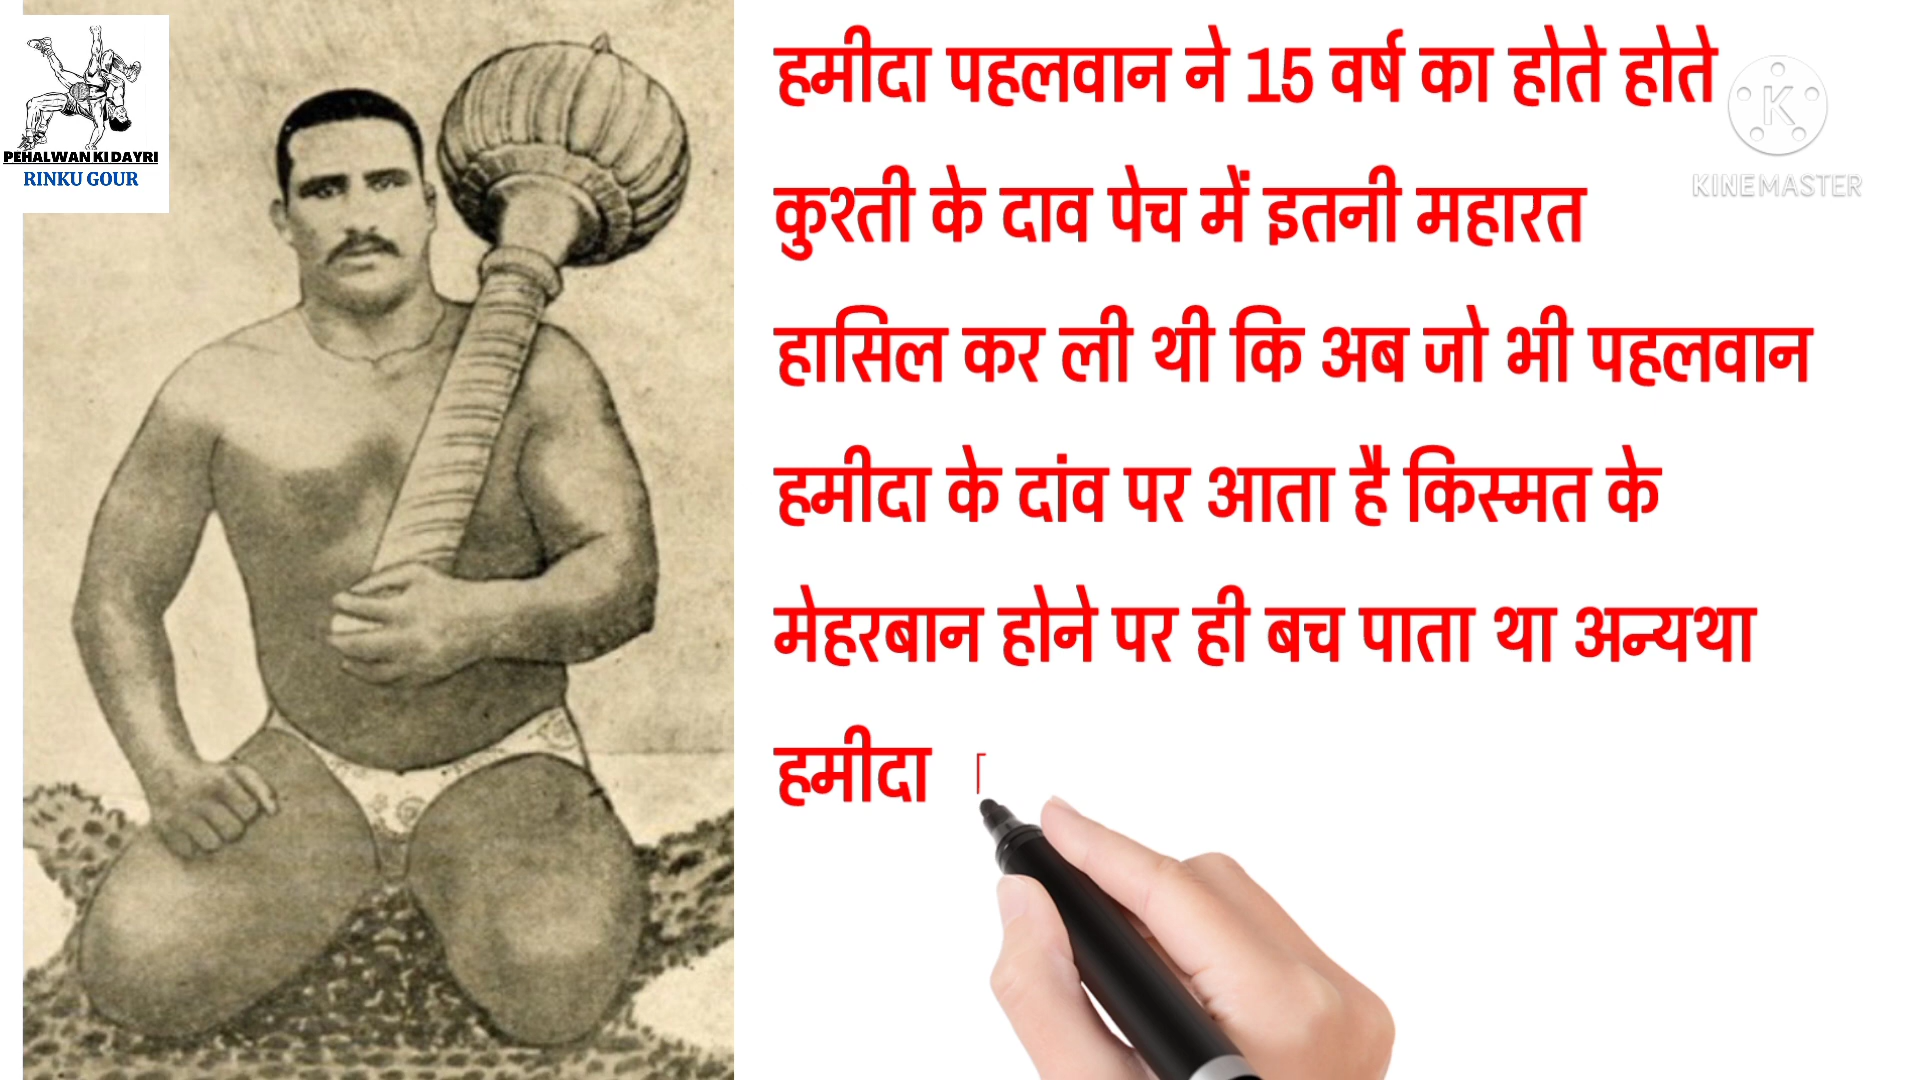 PEHALWAN KI DAYRI
RINKU GOUR
हमीदा पहलवान ने 15 वर्ष का होते होते
कुश्ती के दाव पेच में इतनी महारत
हासिल कर ली थी कि अब जो भी पहलवान
हमीदा के दांव पर आता है किस्मत के
मेहरबान होने पर ही बच पाता था अन्यथा
हमीदा
K
KINEMASTER